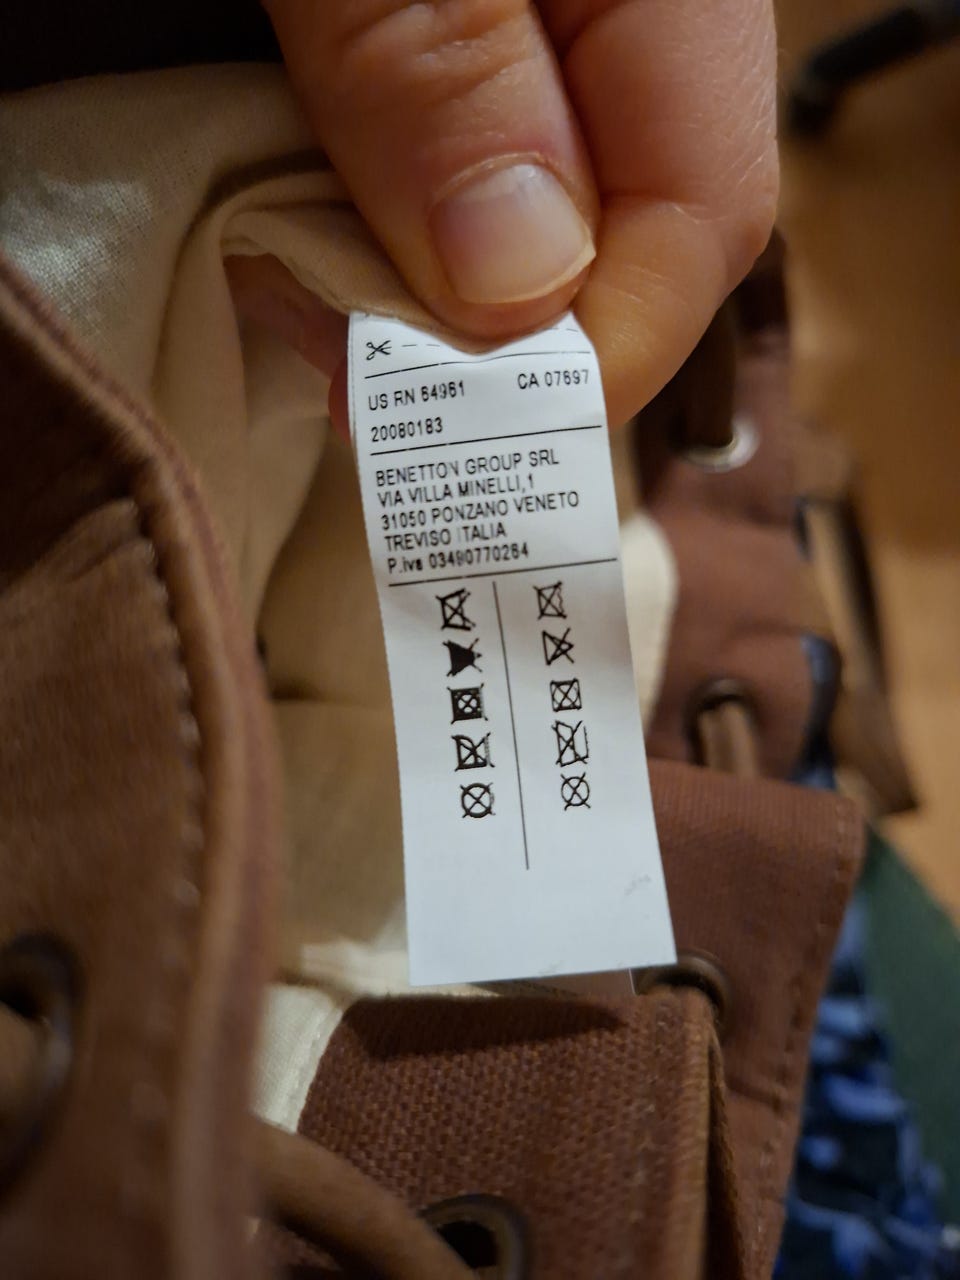 US RN 64961 CA 07697
20080183
BENETTON GROUP SRL
VIA VILLA MINELLI,1
31050 PONZANO VENETO
TREVISO ITALIA
P.iva 03490770264